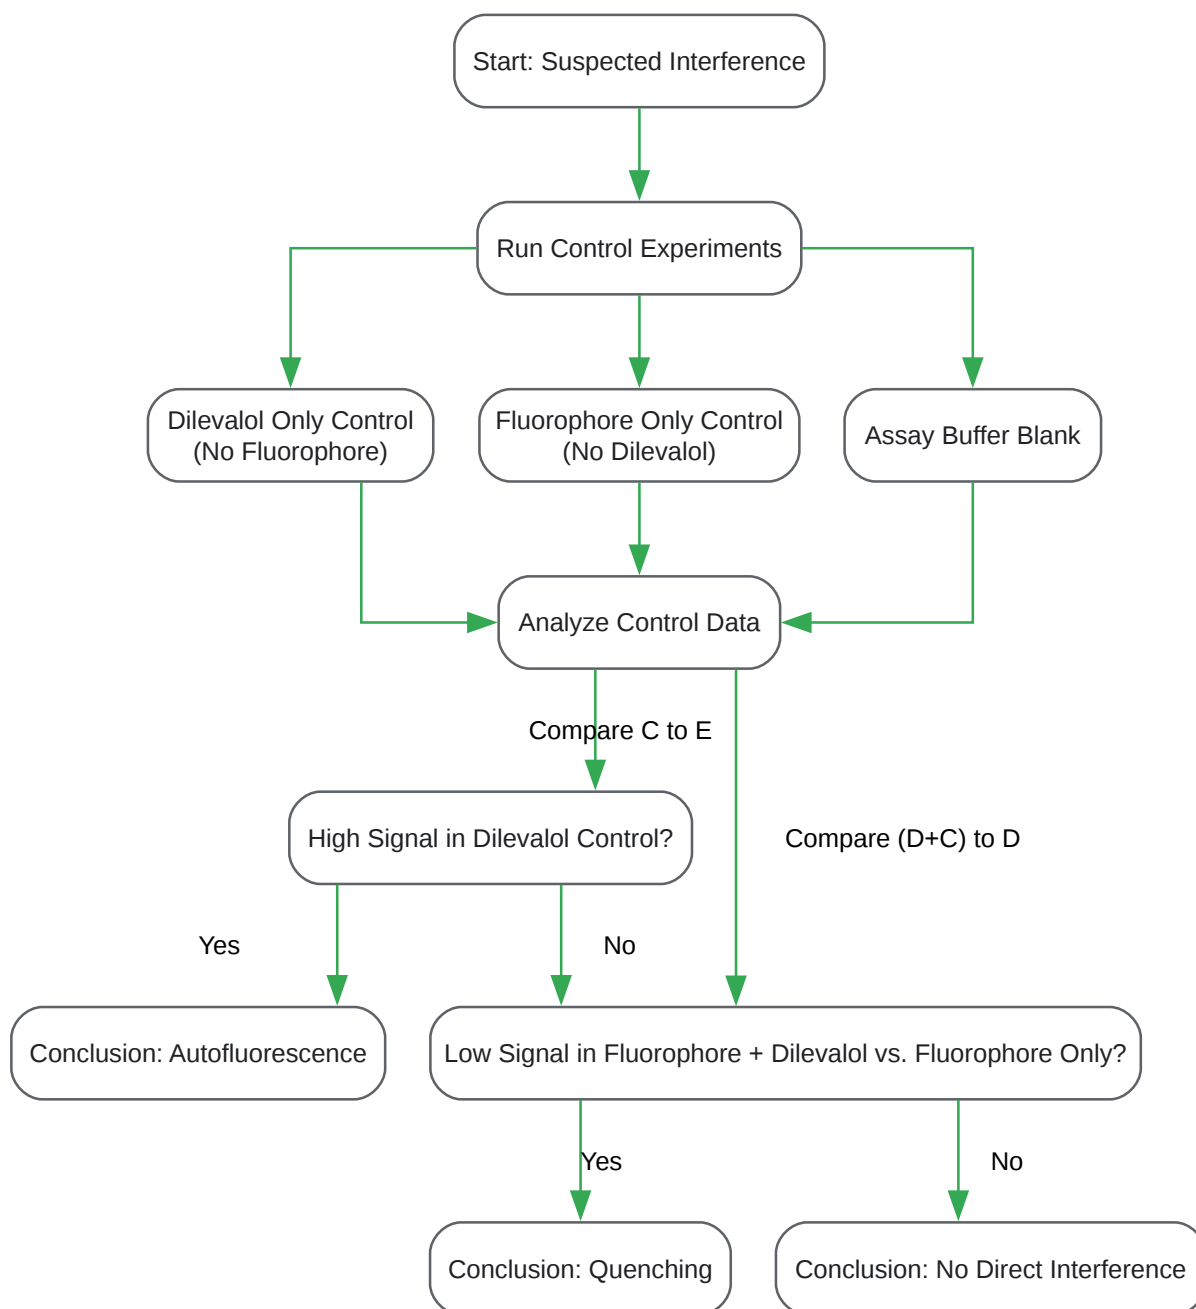 Start: Suspected Interference
Run Control Experiments
Dilevalol Only Control
(No Fluorophore)
Fluorophore Only Control
(No Dilevalol)
Assay Buffer Blank
Analyze Control Data
Compare C to E
High Signal in Dilevalol Control?
Compare (D+C) to D
Yes
No
Conclusion: Autofluorescence
Low Signal in Fluorophore + Dilevalol vs. Fluorophore Only?
Yes
No
Conclusion: Quenching
Conclusion: No Direct Interference